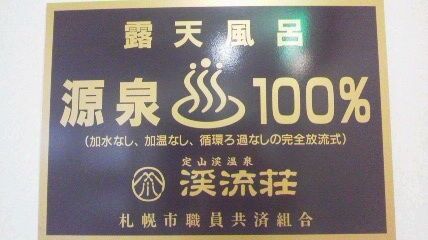 露天風呂
源泉 100%
(加水なし、加温なし、循環ろ過なしの完全放流式)
定山渓温泉
渓流荘
札幌市職員共済組合